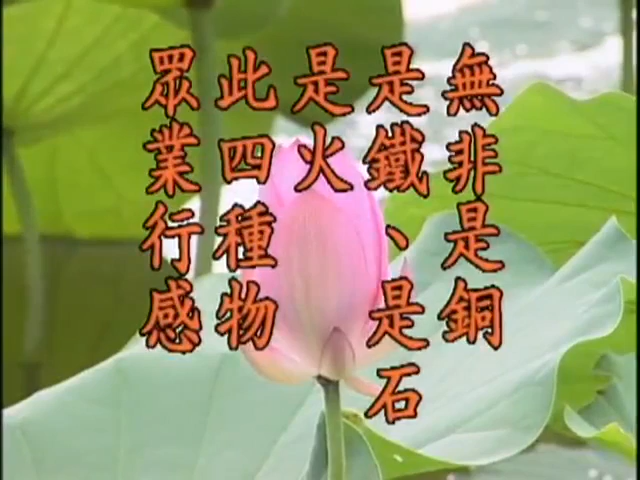 無非是銅
是鐵、是石
是火
此四種物
眾業行感